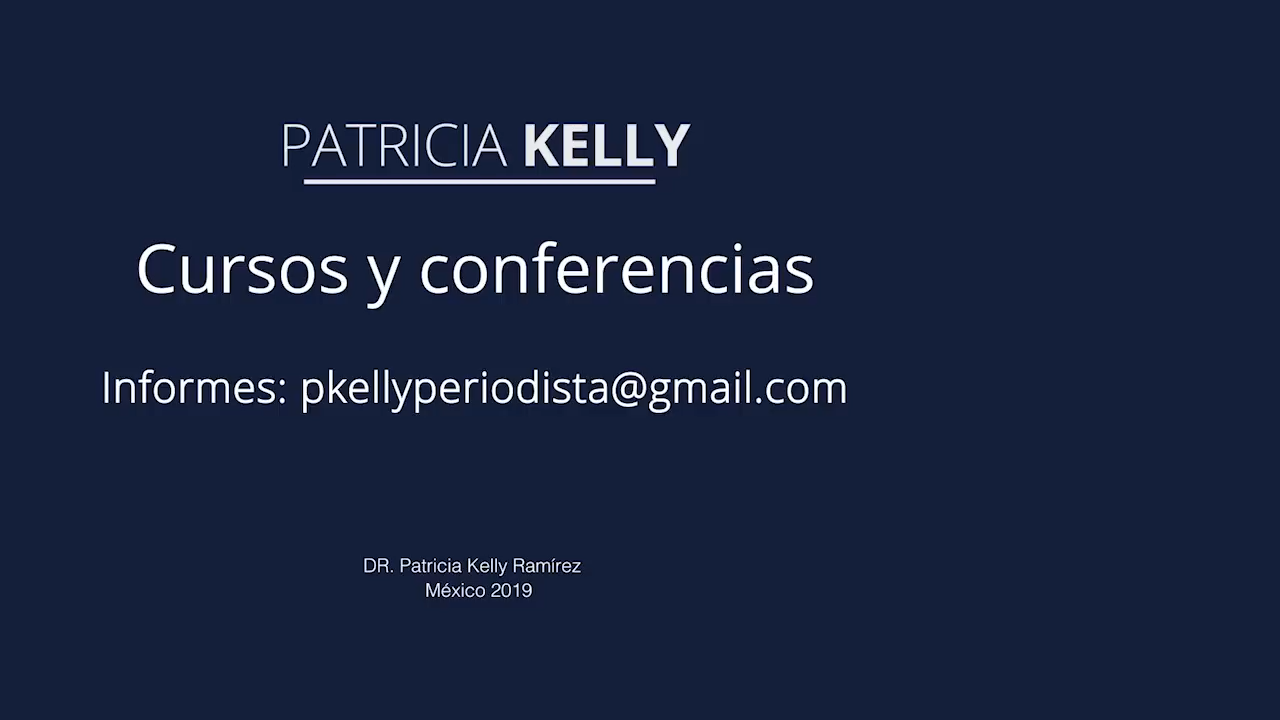 PATRICIA KELLY
Cursos y conferencias
Informes: pkellyperiodista@gmail.com
DR. Patricia Kelly Ramírez
México 2019